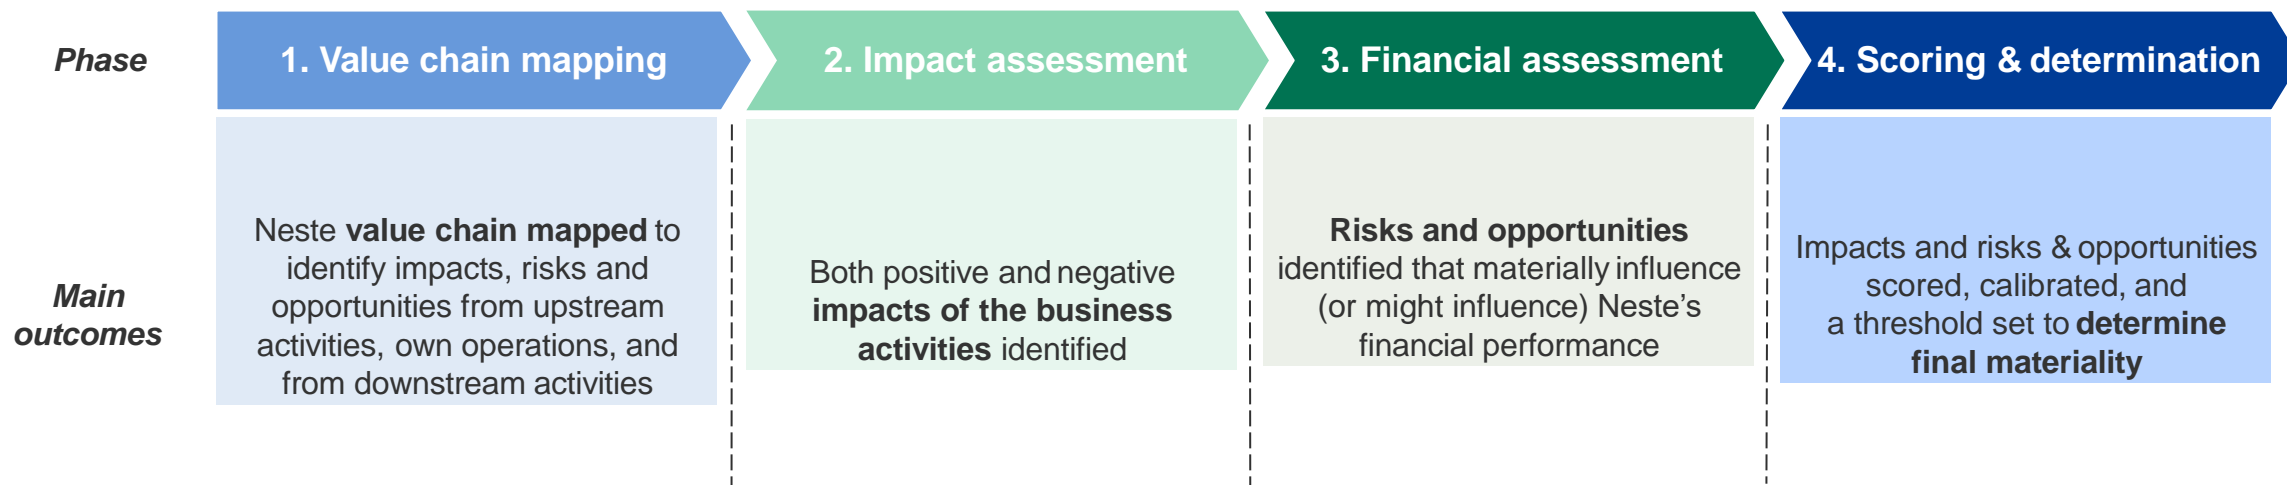 Phase
1. Value chain mapping
2. Impact assessment
3. Financial assessment
4. Scoring & determination
Main
outcomes
Neste value chain mapped to
identify impacts, risks and
opportunities from upstream
activities, own operations, and
from downstream activities
Both positive and negative
impacts of the business
activities identified
Risks and opportunities
identified that materially influence
(or might influence) Neste’s
financial performance
Impacts and risks & opportunities
scored, calibrated, and
a threshold set to determine
final materiality